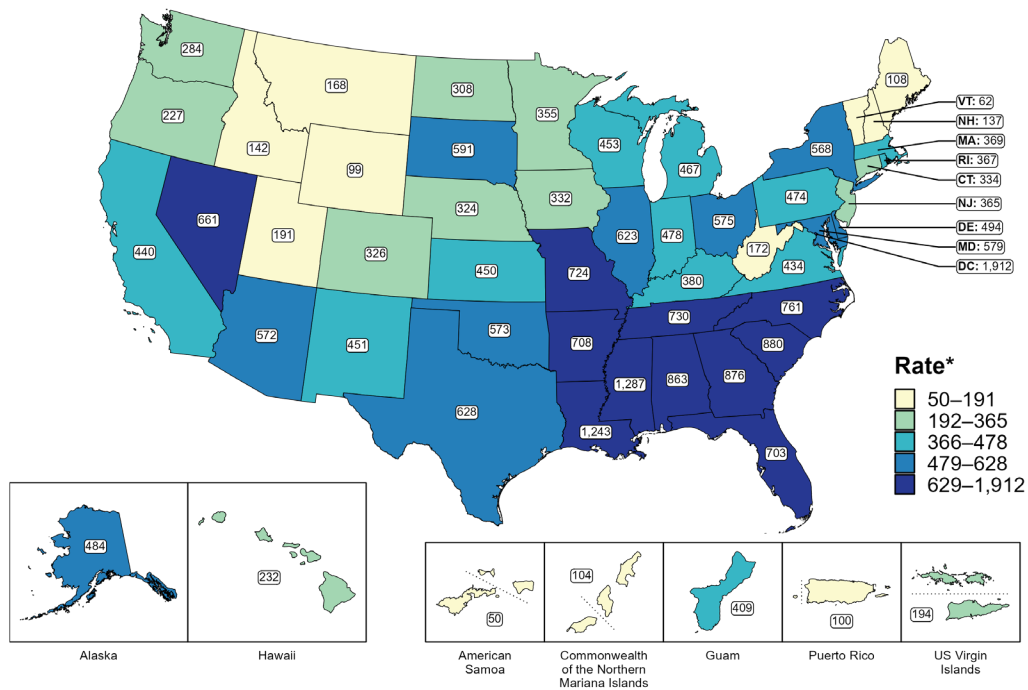 284
168
308
355
108
VT: 62
NH: 137
MA: 369
RI: 367
CT: 334
NJ: 365
DE: 494
MD: 579
DC: 1,912
227
142
99
591
453
467
568
324
332
474
661
191
326
623
478
575
172
440
450
724
380
434
572
451
573
708
730
761
880
628
1,287
863
876
1,243
703
Rate*
50–191
192–365
366–478
479–628
629–1,912
484
232
50
104
409
100
194
Alaska
Hawaii
American
Samoa
Commonwealth
of the Northern
Mariana Islands
Guam
Puerto Rico
US Virgin
Islands